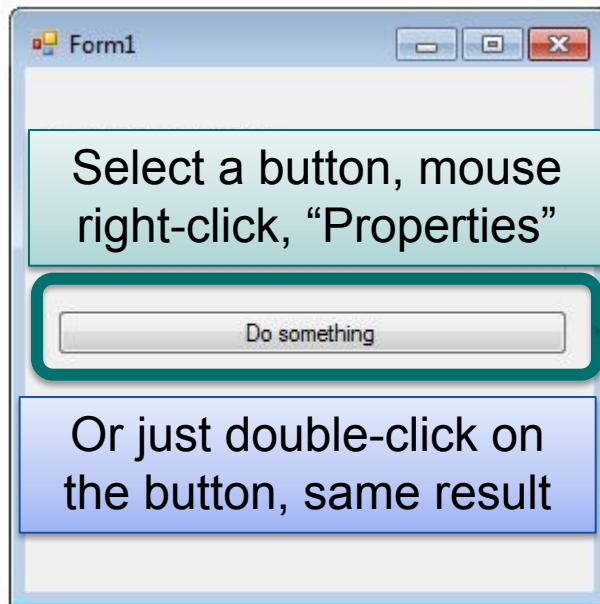 Form1
Select a button, mouse
right-click, “Properties”
Do something
Or just double-click on
the button, same result